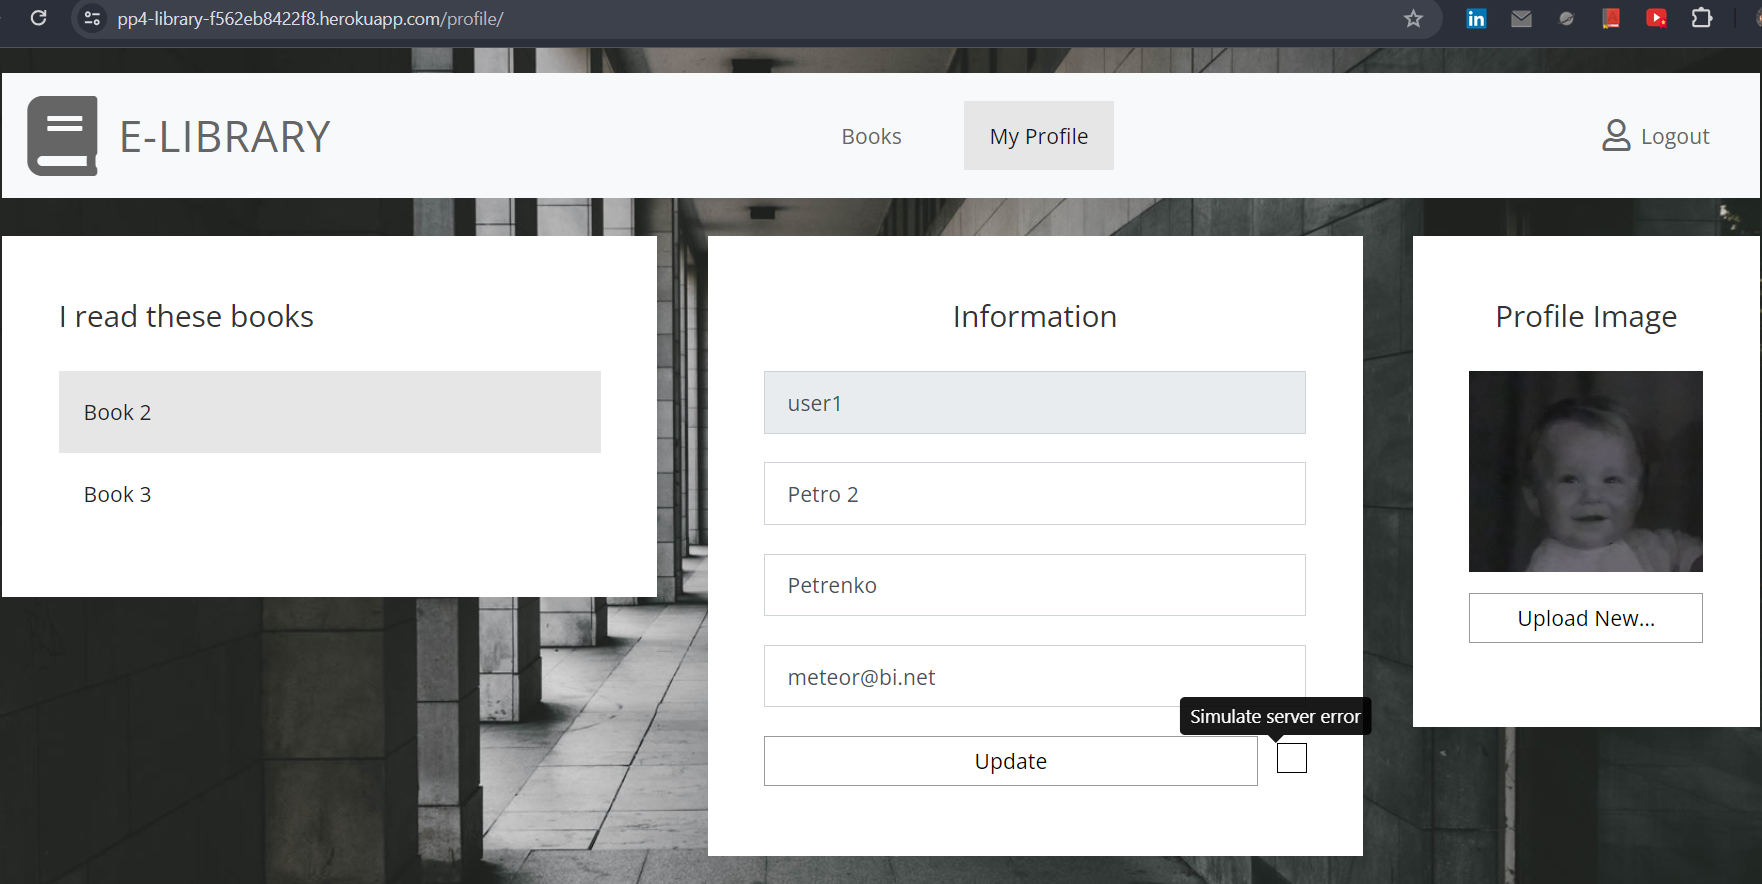 pp4-library-f562eb8422f8.herokuapp.com/profile/
E-LIBRARY
Books
My Profile
Logout
I read these books
Book 2
Book 3
Information
user1
Petro 2
Petrenko
meteor@bi.net
Simulate server error
Update
Profile Image
Upload New...